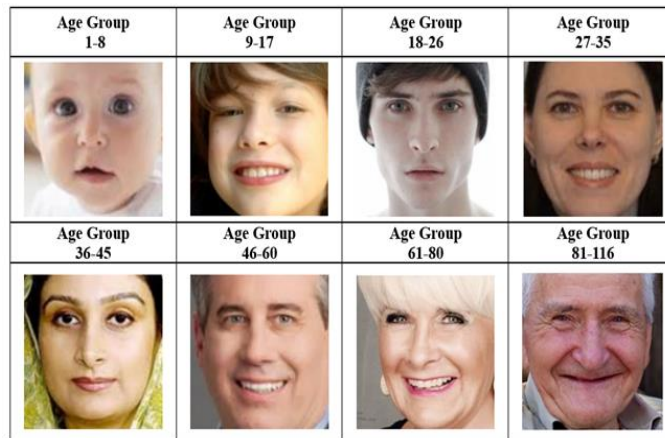 Age Group
1-8
Age Group
9-17
Age Group
18-26
Age Group
27-35
Age Group
36-45
Age Group
46-60
Age Group
61-80
Age Group
81-116